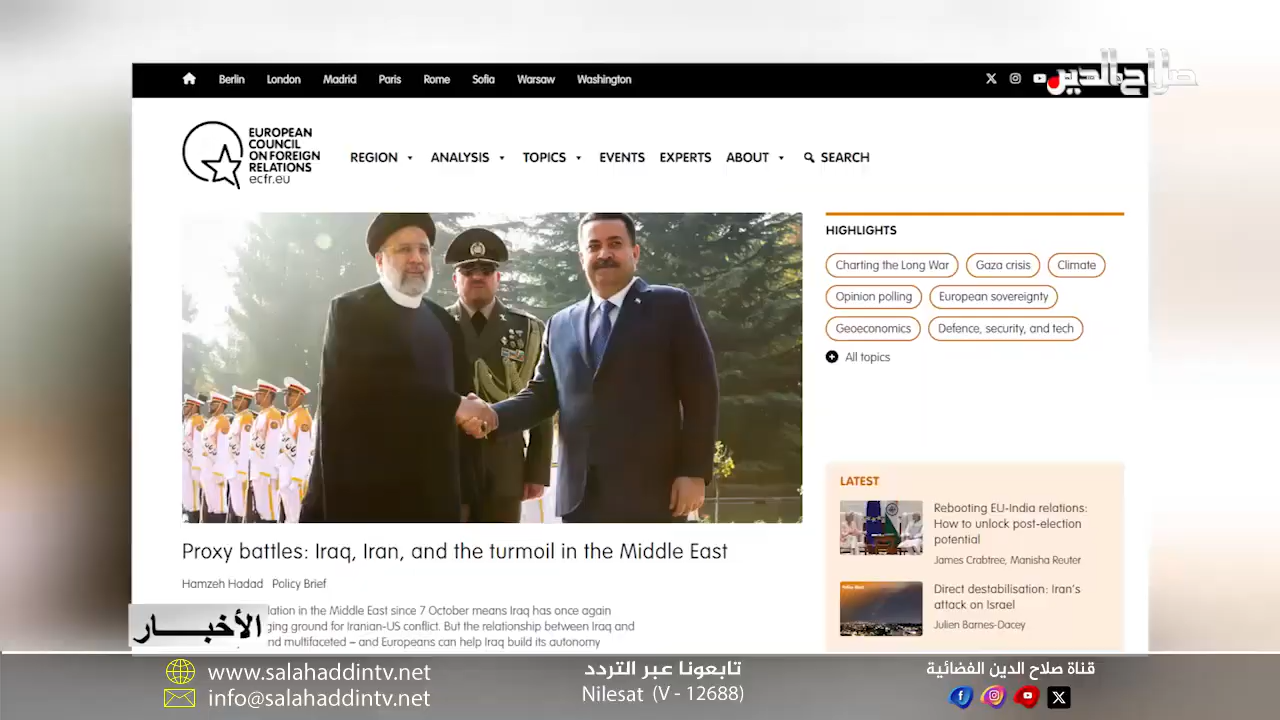 Berlin London Madrid Paris Rome Sofia Warsaw Washington
صلاح الدين
EUROPEAN
COUNCIL
ON FOREIGN
RELATIONS
ecfr.eu
REGION ANALYSIS TOPICS EVENTS EXPERTS ABOUT SEARCH
HIGHLIGHTS
Charting the Long War Gaza crisis Climate
Opinion polling European sovereignty
Geoeconomics Defence, security, and tech
All topics
Proxy battles: Iraq, Iran, and the turmoil in the Middle East
Hamzeh Hadad Policy Brief
lation in the Middle East since 7 October means Iraq has once again
ging ground for Iranian-US conflict. But the relationship between Iraq and
nd multifaceted – and Europeans can help Iraq build its autonomy
LATEST
Rebooting EU-India relations:
How to unlock post-election
potential
James Crabtree, Manisha Reuter
Direct destabilisation: Iran's
attack on Israel
Julien Barnes-Dacey
الأخبـــار
www.salahaddintv.net
info@salahaddintv.net
تابعونا عبر التردد
Nilesat (V - 12688)
قناة صلاح الدين الفضائية